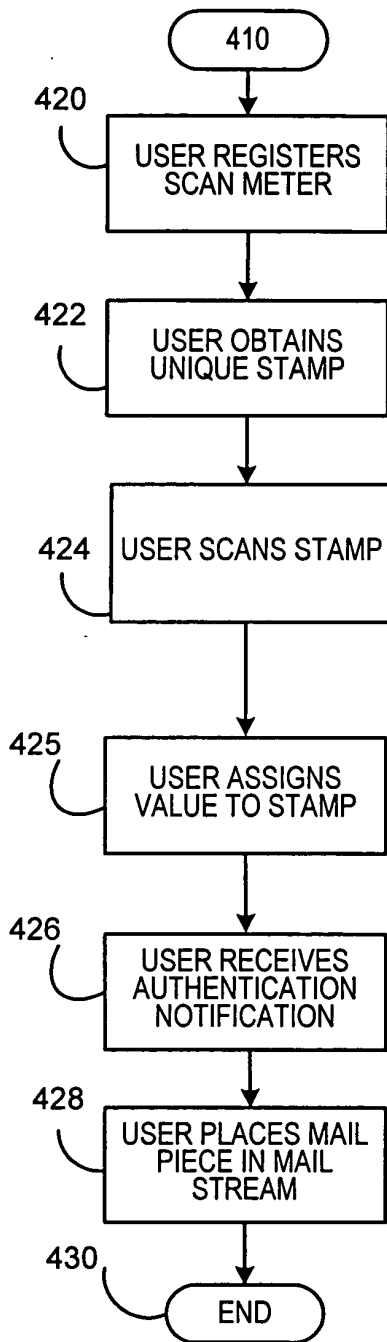 410
420
USER REGISTERS
SCAN METER
422
USER OBTAINS
UNIQUE STAMP
424
USER SCANS STAMP
425
USER ASSIGNS
VALUE TO STAMP
426
USER RECEIVES
AUTHENTICATION
NOTIFICATION
428
USER PLACES MAIL
PIECE IN MAIL
STREAM
430
END